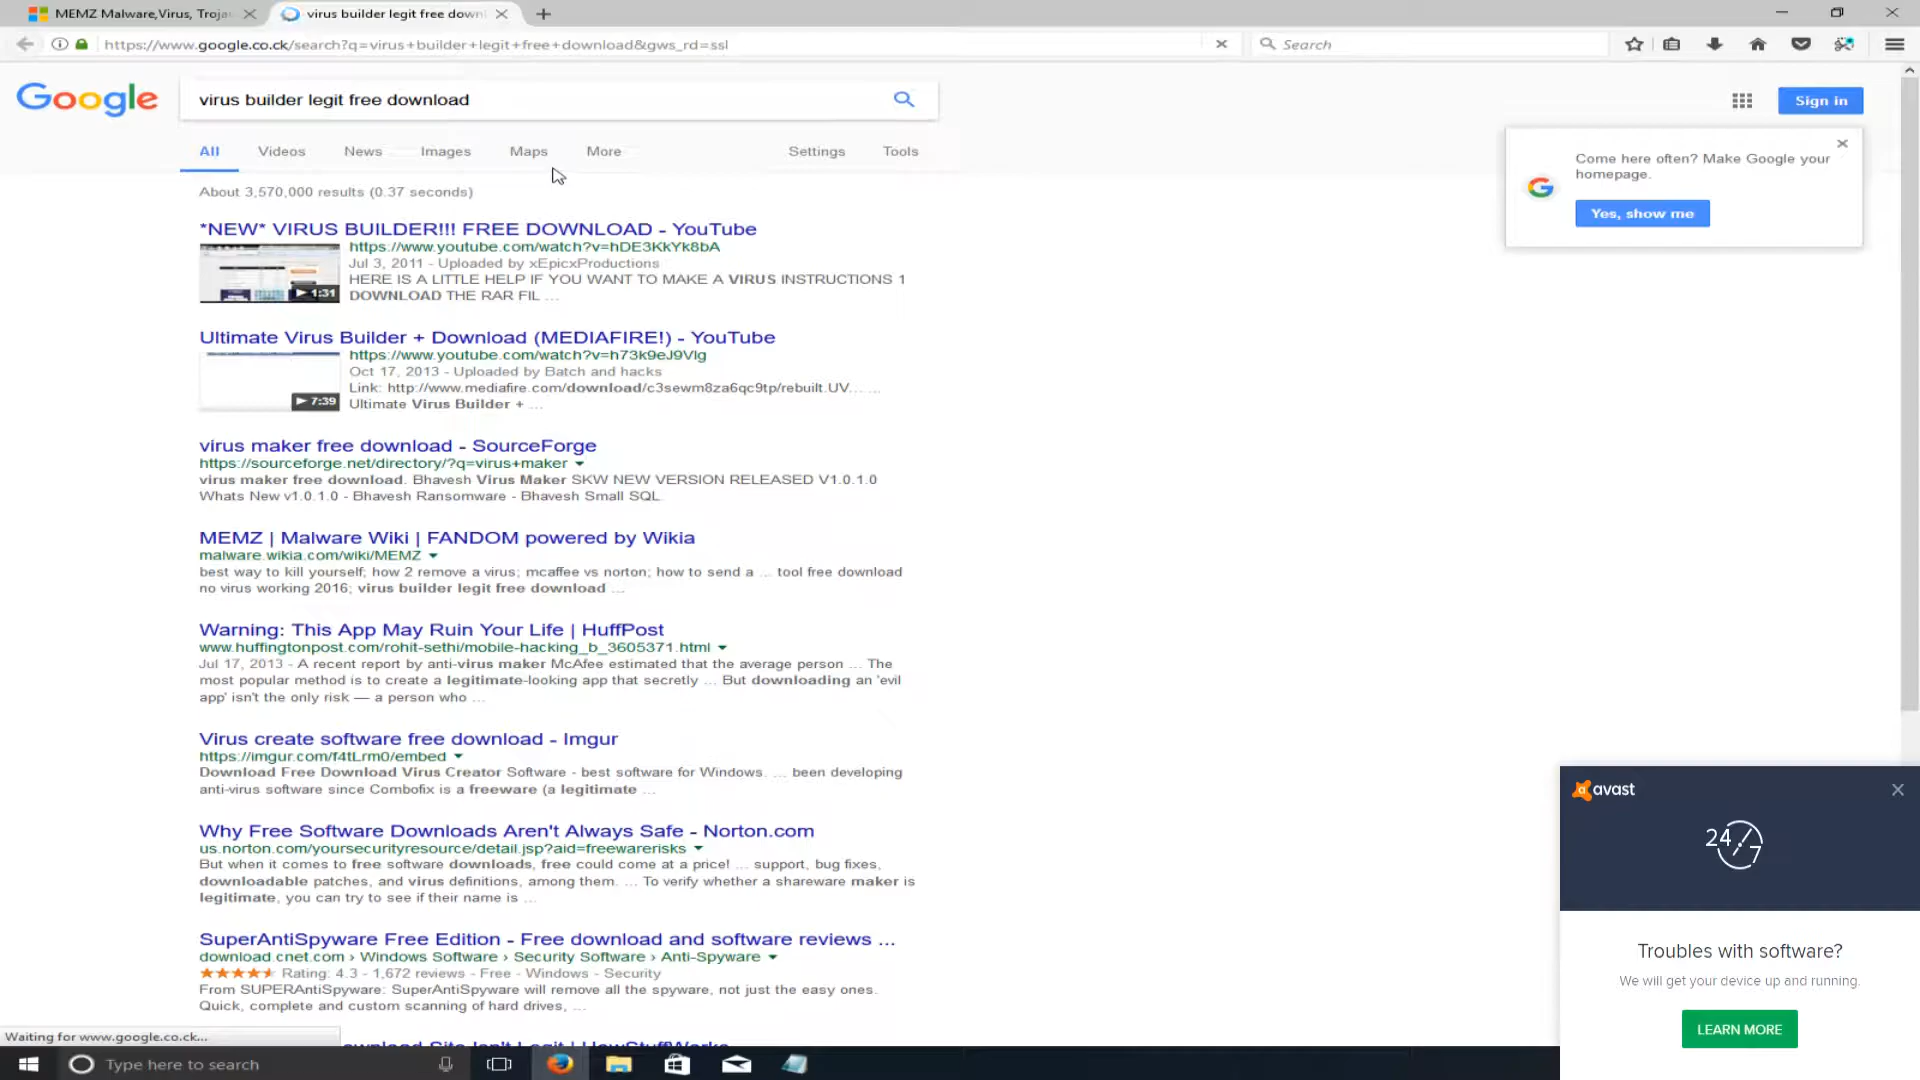 MEMZ Malware,Virus, Troja
virus builder legit free down
https://www.google.co.ck/search?q=virus+builder+legit+free+download&gws_rd=ssl
Search
Google
virus builder legit free download
Sign in
All
Videos
News
Images
Maps
More
Settings
Tools
Come here often? Make Google your
homepage.
Yes, show me
About 3,570,000 results (0.37 seconds)
*NEW* VIRUS BUILDER!!! FREE DOWNLOAD - YouTube
https://www.youtube.com/watch?v=hDE3KkYk8bA
Jul 3, 2011 - Uploaded by xEpicxProductions
HERE IS A LITTLE HELP IF YOU WANT TO MAKE A VIRUS INSTRUCTIONS 1
DOWNLOAD THE RAR FIL ...
1:31
Ultimate Virus Builder + Download (MEDIAFIRE!) - YouTube
https://www.youtube.com/watch?v=h73k9eJ9Vlg
Oct 17, 2013 - Uploaded by Batch and hacks
Link: http://www.mediafire.com/download/c3sewm8za6qc9tp/rebuilt.UV... ...
Ultimate Virus Builder + ...
7:39
virus maker free download - SourceForge
https://sourceforge.net/directory/?q=virus+maker
virus maker free download. Bhavesh Virus Maker SKW NEW VERSION RELEASED V1.0.1.0
Whats New v1.0.1.0 - Bhavesh Ransomware - Bhavesh Small SQL
MEMZ | Malware Wiki | FANDOM powered by Wikia
malware.wikia.com/wiki/MEMZ
best way to kill yourself; how 2 remove a virus; mcaffee vs norton; how to send a ... tool free download
no virus working 2016; virus builder legit free download ...
Warning: This App May Ruin Your Life | HuffPost
www.huffingtonpost.com/rohit-sethi/mobile-hacking_b_3605371.html
Jul 17, 2013 - A recent report by anti-virus maker McAfee estimated that the average person ... The
most popular method is to create a legitimate-looking app that secretly ... But downloading an 'evil
app' isn't the only risk — a person who ...
Virus create software free download - Imgur
https://imgur.com/f4tLrm0/embed
Download Free Download Virus Creator Software - best software for Windows. ... been developing
anti-virus software since Combofix is a freeware (a legitimate ...
Why Free Software Downloads Aren't Always Safe - Norton.com
us.norton.com/yoursecurityresource/detail.jsp?aid=freewarerisks
But when it comes to free software downloads, free could come at a price! ... support, bug fixes,
downloadable patches, and virus definitions, among them. ... To verify whether a shareware maker is
legitimate, you can try to see if their name is ...
SuperAntiSpyware Free Edition - Free download and software reviews ...
download.cnet.com › Windows Software › Security Software › Anti-Spyware
Rating: 4.3 - 1,672 reviews - Free - Windows - Security
From SUPERAntiSpyware: SuperAntiSpyware will remove all the spyware, not just the easy ones.
Quick, complete and custom scanning of hard drives, ...
Waiting for www.google.co.ck...
avast
24/7
Troubles with software?
We will get your device up and running.
LEARN MORE
Type here to search